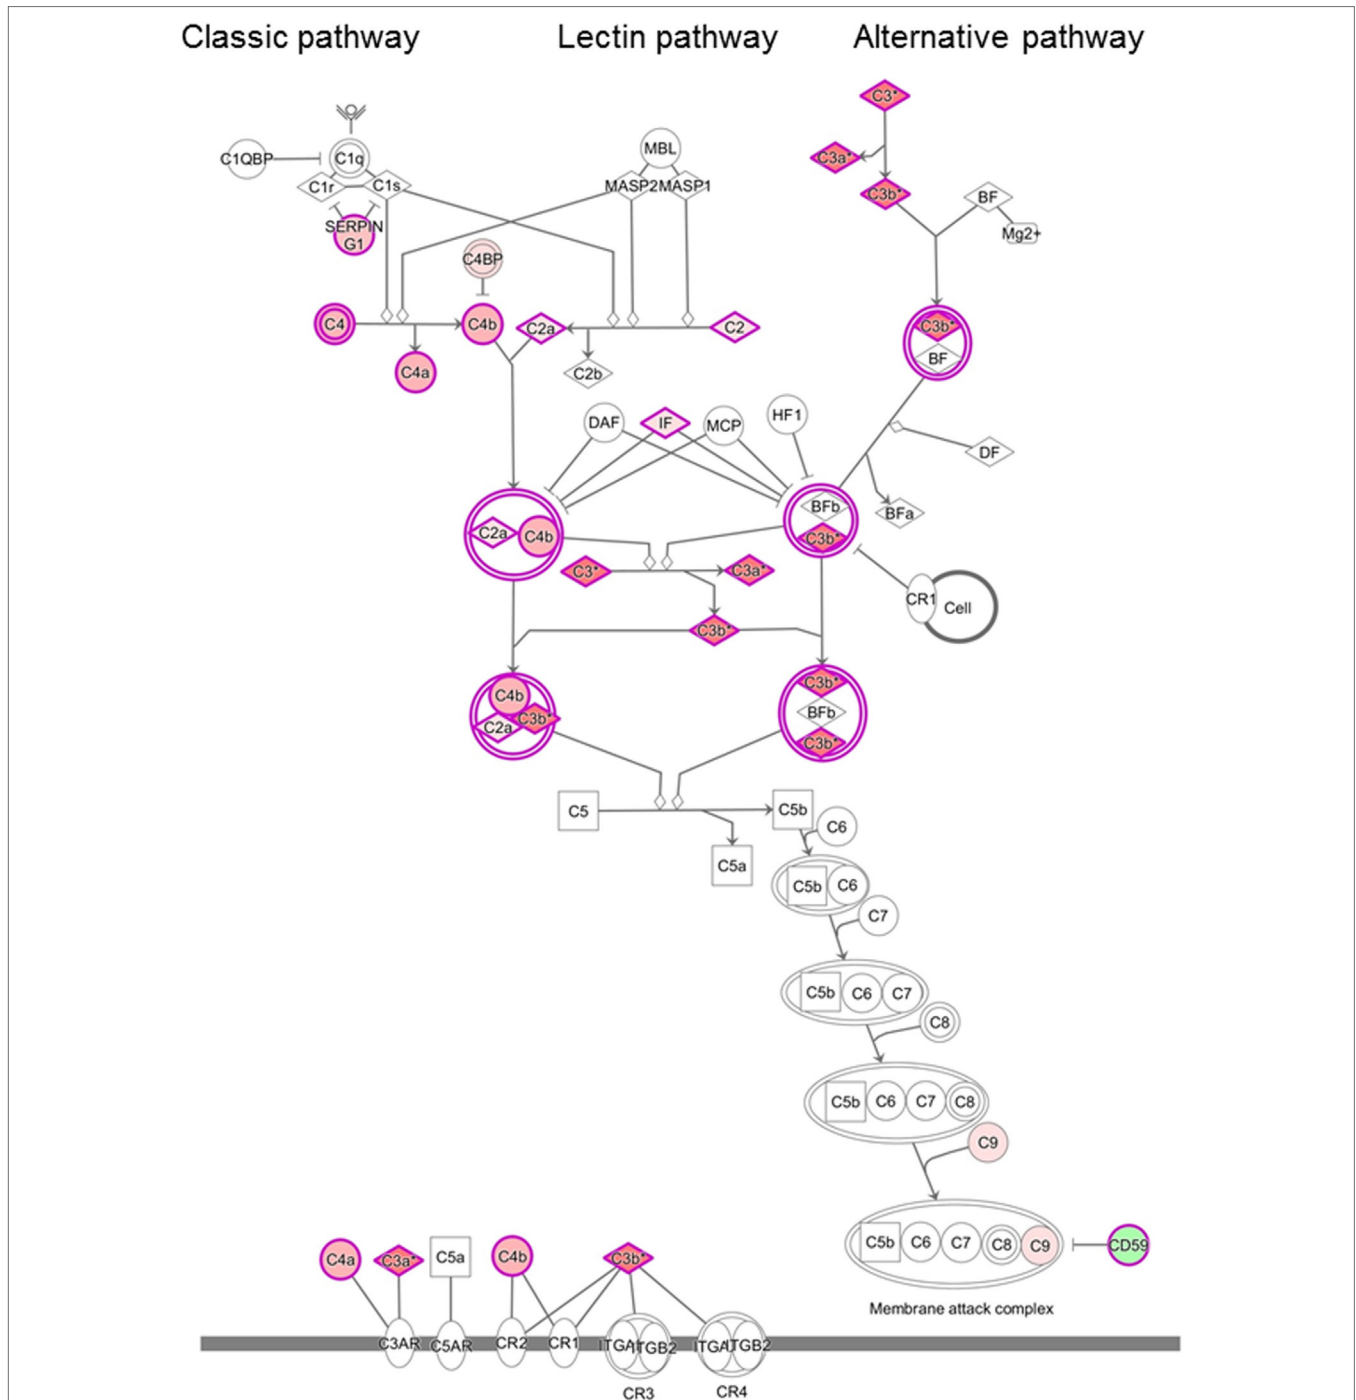 Classic pathway
Lectin pathway
Alternative pathway
C3*
C3a*
C3b*
C1QBP
C1q
C1r
C1s
SERPIN
G1
MBL
MASP2
MASP1
BF
Mg2+
C4BP
C4
C4b
C4a
C2a
C2
C2b
C3b*
BF
DAF
IF
MCP
HF1
DF
BFa
C2a
C4b
BFb
C3b*
C3*
C3a*
C3b*
CR1
Cell
C4b
C2a
C3b*
C3b*
BFb
C3b*
C5
C5b
C5a
C6
C5b
C6
C7
C5b
C6
C7
C8
C5b
C6
C7
C8
C9
C5b
C6
C7
C8
C9
CD59
Membrane attack complex
C4a
C3a*
C5a
C4b
C3b*
C3AR
C5AR
CR2
CR1
ITGA
ITGB2
ITGA
ITGB2
CR3
CR4